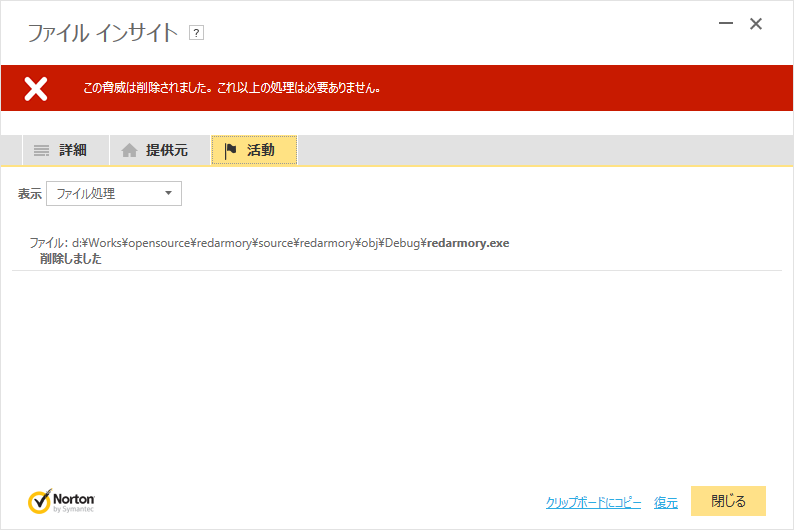 ファイル インサイト ?
この脅威は削除されました。これ以上の処理は必要ありません。
詳細 提供元 活動
表示 ファイル処理
ファイル: d:¥Works¥opensource¥redarmory¥source¥redarmory¥obj¥Debug¥redarmory.exe
削除しました
Norton
by Symantec
クリップボードにコピー 復元 閉じる